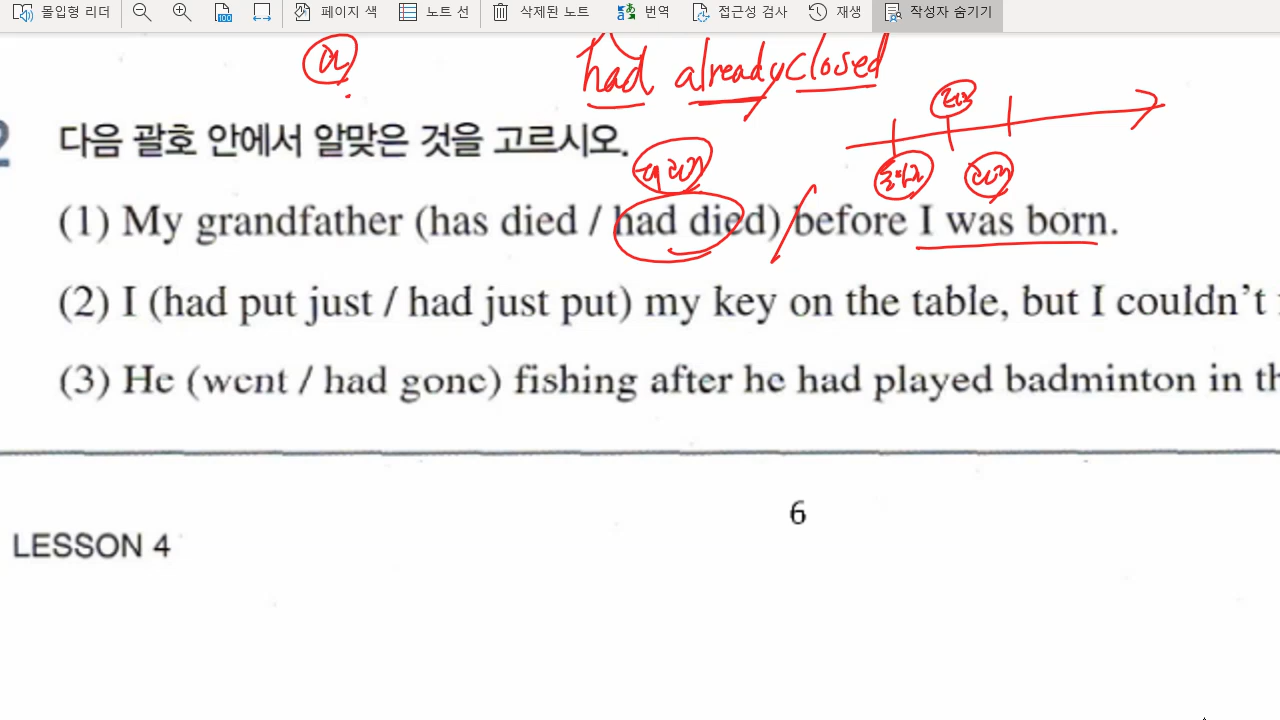 몰입형 리더 100 페이지 색 노트 선 삭제된 노트 번역 접근성 검사 재생 작성자 숨기기
had already closed
2 다음 괄호 안에서 알맞은 것을 고르시오.
(1) My grandfather (has died / had died) before I was born.
(2) I (had put just / had just put) my key on the table, but I couldn't
(3) He (went / had gone) fishing after he had played badminton in th
6
LESSON 4